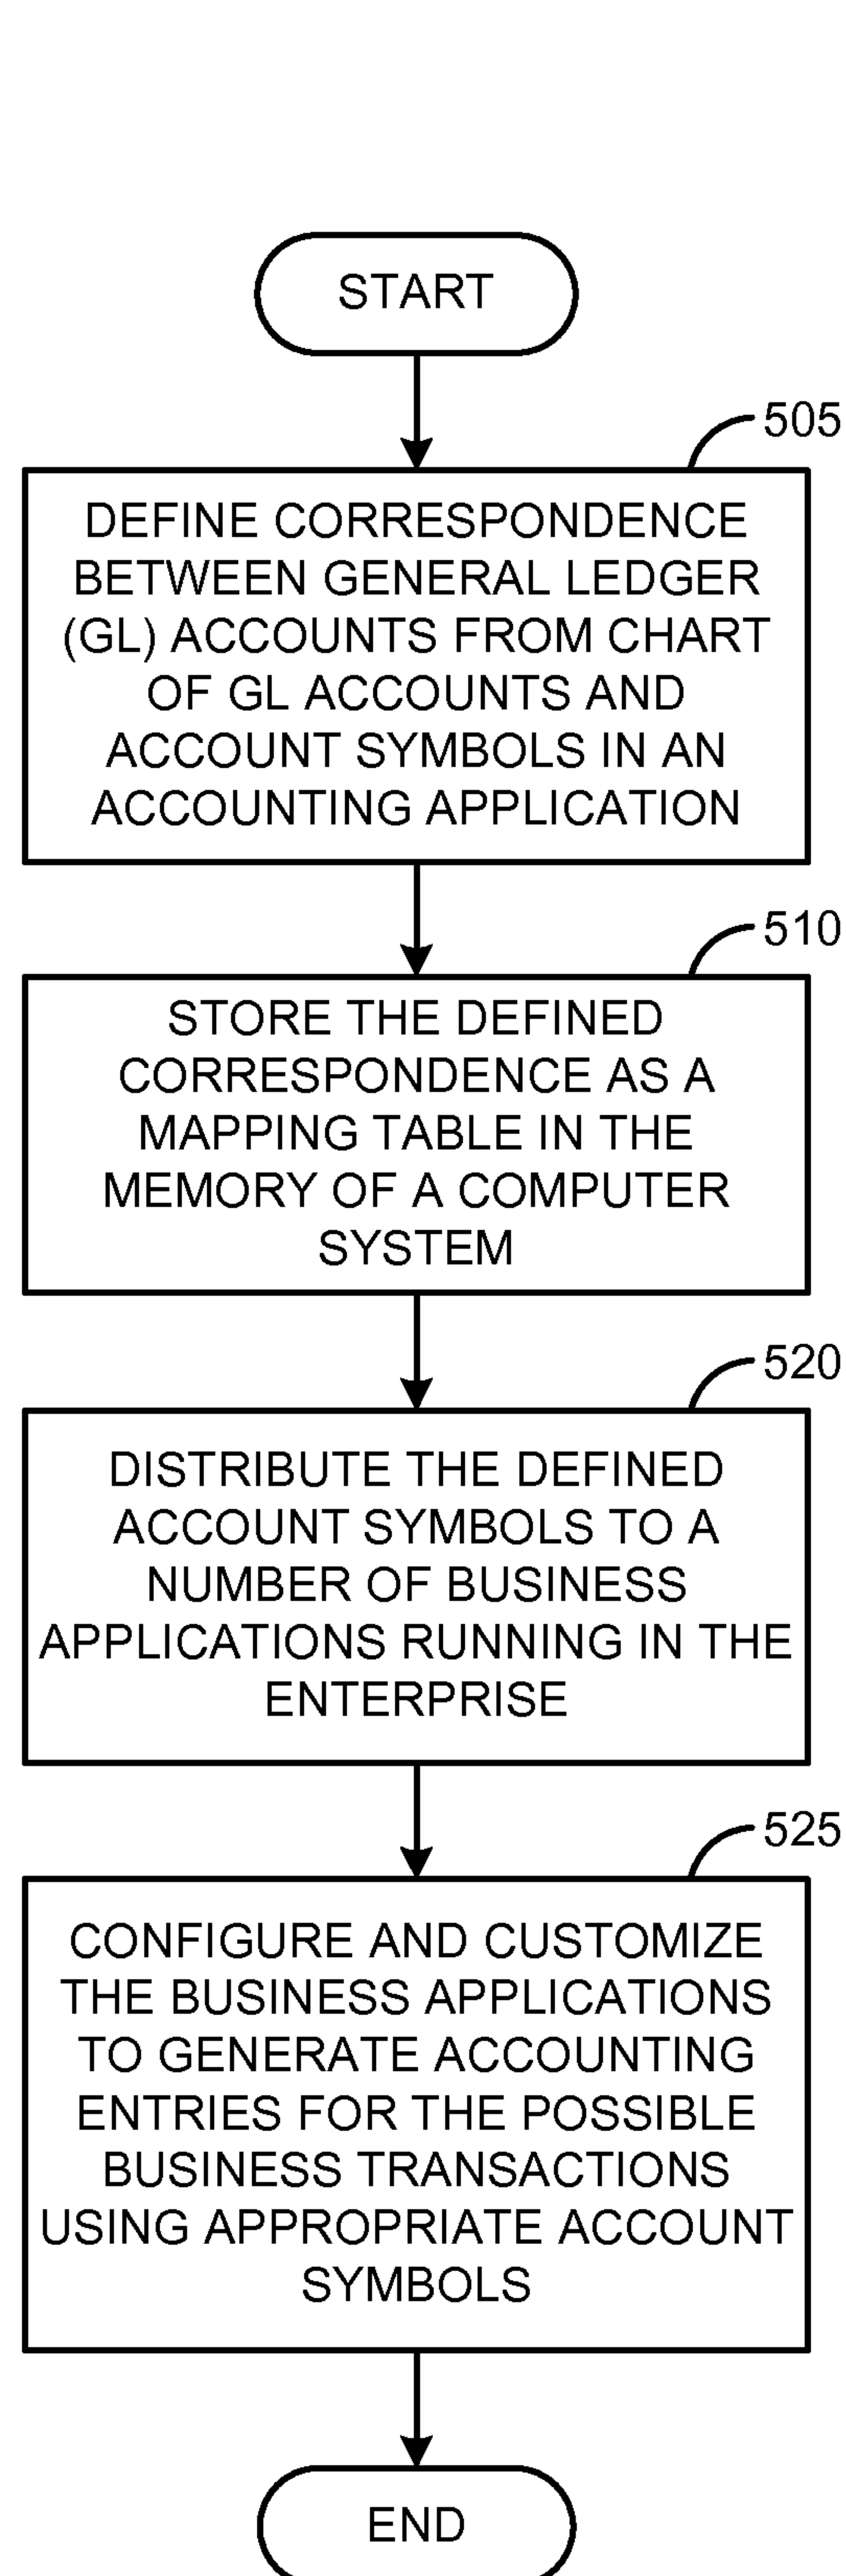 START
505
DEFINE CORRESPONDENCE
BETWEEN GENERAL LEDGER
(GL) ACCOUNTS FROM CHART
OF GL ACCOUNTS AND
ACCOUNT SYMBOLS IN AN
ACCOUNTING APPLICATION
510
STORE THE DEFINED
CORRESPONDENCE AS A
MAPPING TABLE IN THE
MEMORY OF A COMPUTER
SYSTEM
520
DISTRIBUTE THE DEFINED
ACCOUNT SYMBOLS TO A
NUMBER OF BUSINESS
APPLICATIONS RUNNING IN THE
ENTERPRISE
525
CONFIGURE AND CUSTOMIZE
THE BUSINESS APPLICATIONS
TO GENERATE ACCOUNTING
ENTRIES FOR THE POSSIBLE
BUSINESS TRANSACTIONS
USING APPROPRIATE ACCOUNT
SYMBOLS
END